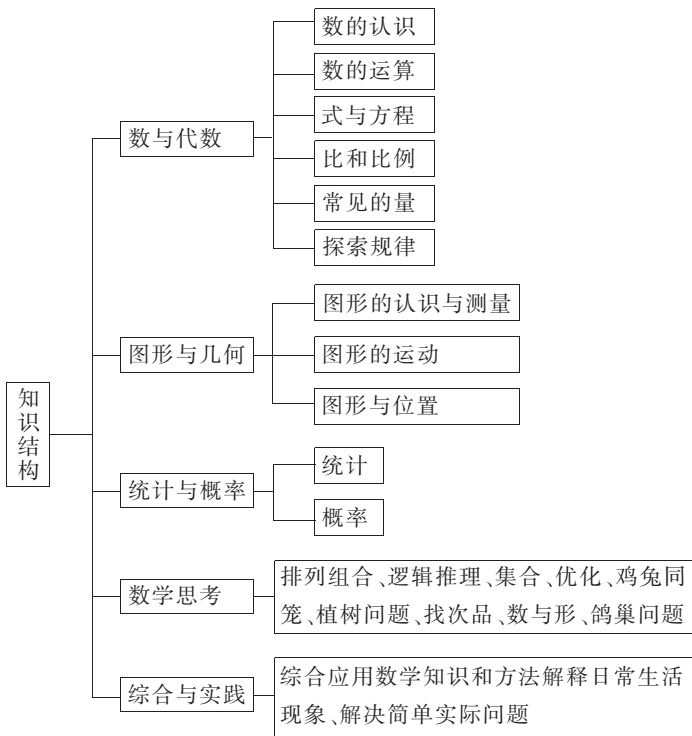 知识结构
数与代数
数的认识
数的运算
式与方程
比和比例
常见的量
探索规律
图形与几何
图形的认识与测量
图形的运动
图形与位置
统计与概率
统计
概率
数学思考
排列组合、逻辑推理、集合、优化、鸡兔同
笼、植树问题、找次品、数与形、鸽巢问题
综合与实践
综合应用数学知识和方法解释日常生活
现象、解决简单实际问题